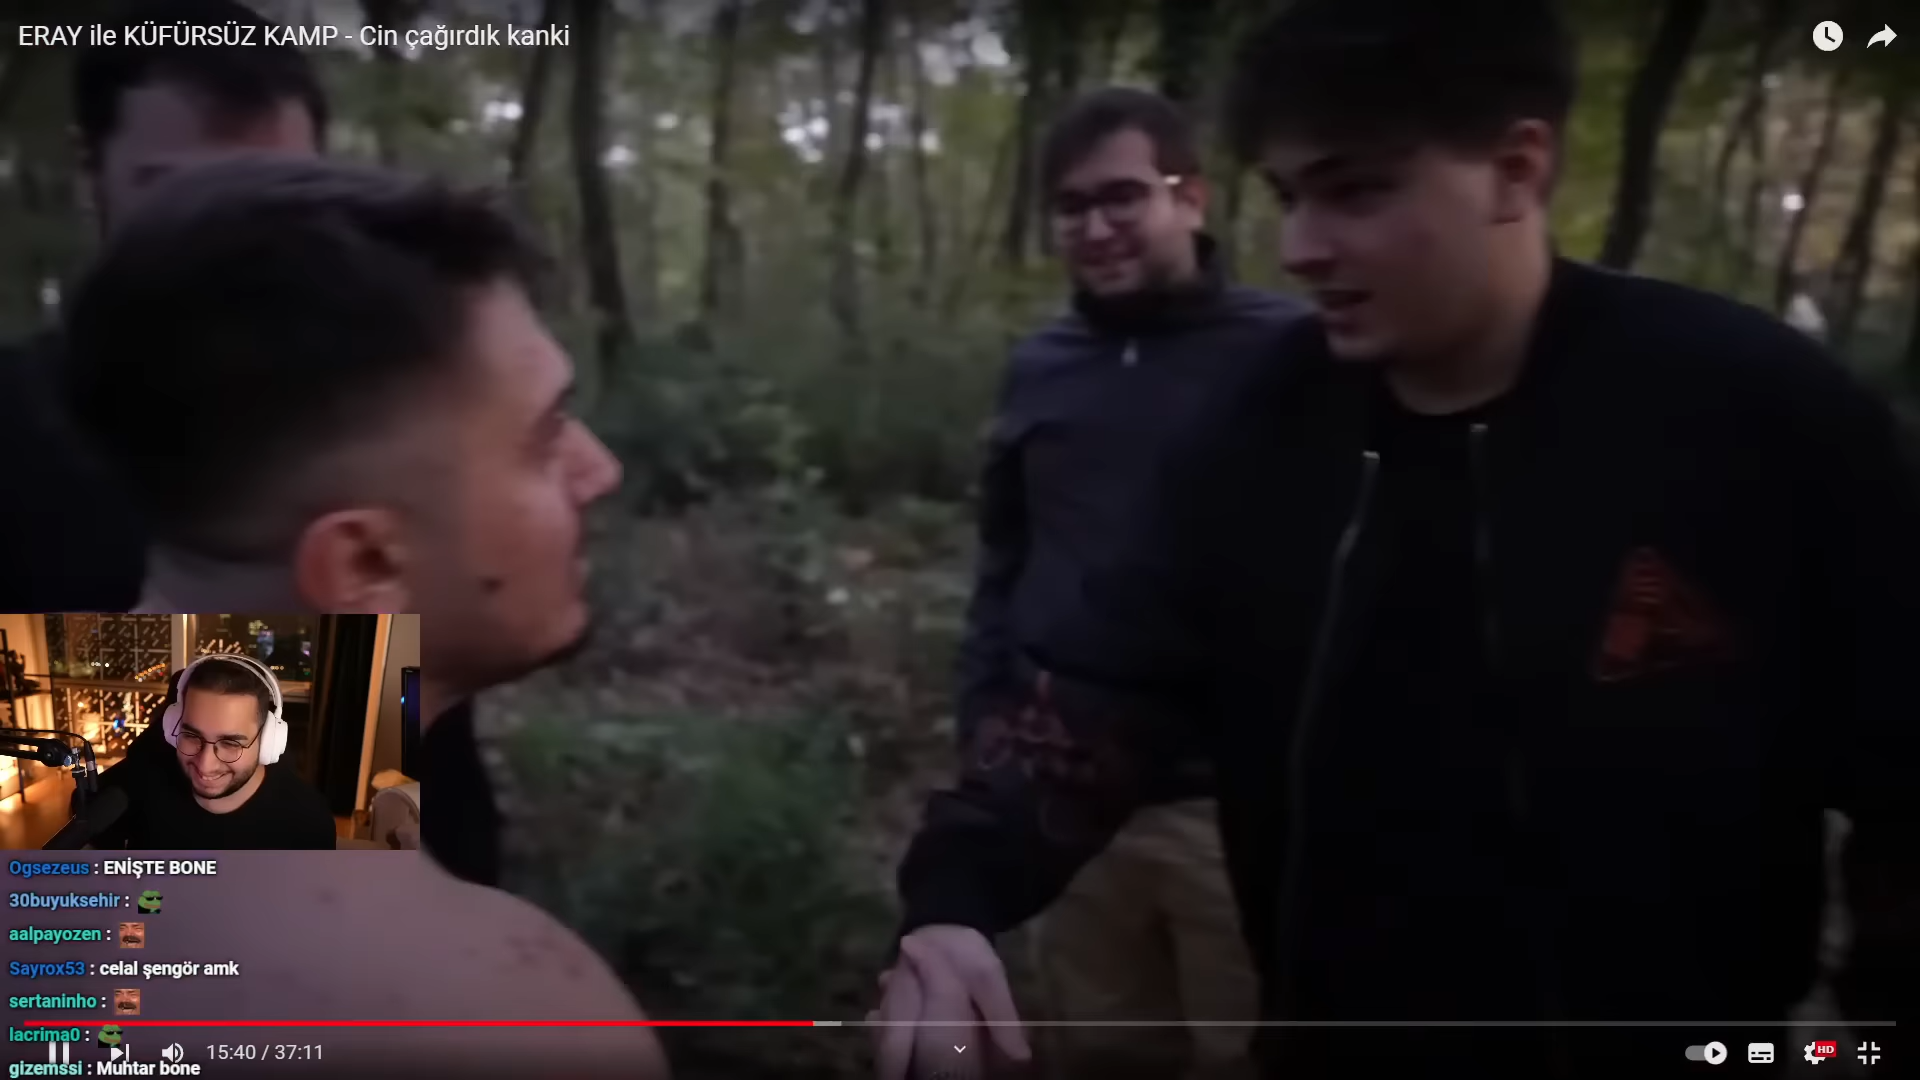 ERAY ile KÜFÜRSÜZ KAMP - Cin çağırdık kanki
Ogsezeus : ENİŞTE BONE
30buyuksehir :
aalpayozen :
Sayrox53 : celal şengör amk
sertaninho :
lacrima0 :
15:40 / 37:11
HD
gizemssi : Muhtar bone